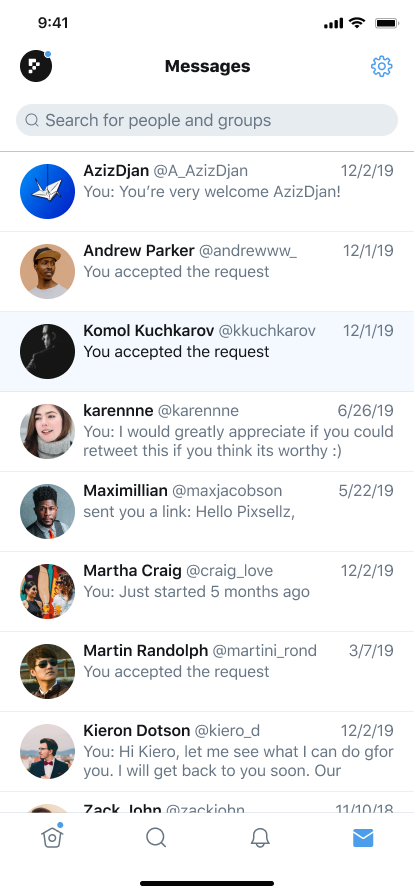 9:41
Messages
Search for people and groups
AzizDjan @A_AzizDjan 12/2/19
You: You're very welcome AzizDjan!
Andrew Parker @andrewww_ 12/1/19
You accepted the request
Komol Kuchkarov @kkuchkarov 12/1/19
You accepted the request
karennne @karennne 6/26/19
You: I would greatly appreciate if you could
retweet this if you think its worthy :)
Maximillian @maxjacobson 5/22/19
sent you a link: Hello Pixsellz,
Martha Craig @craig_love 12/2/19
You: Just started 5 months ago
Martin Randolph @martini_rond 3/7/19
You accepted the request
Kieron Dotson @kiero_d 12/2/19
You: Hi Kiero, let me see what I can do gfor
you. I will get back to you soon. Our
Zack John @zackjohn 11/10/18